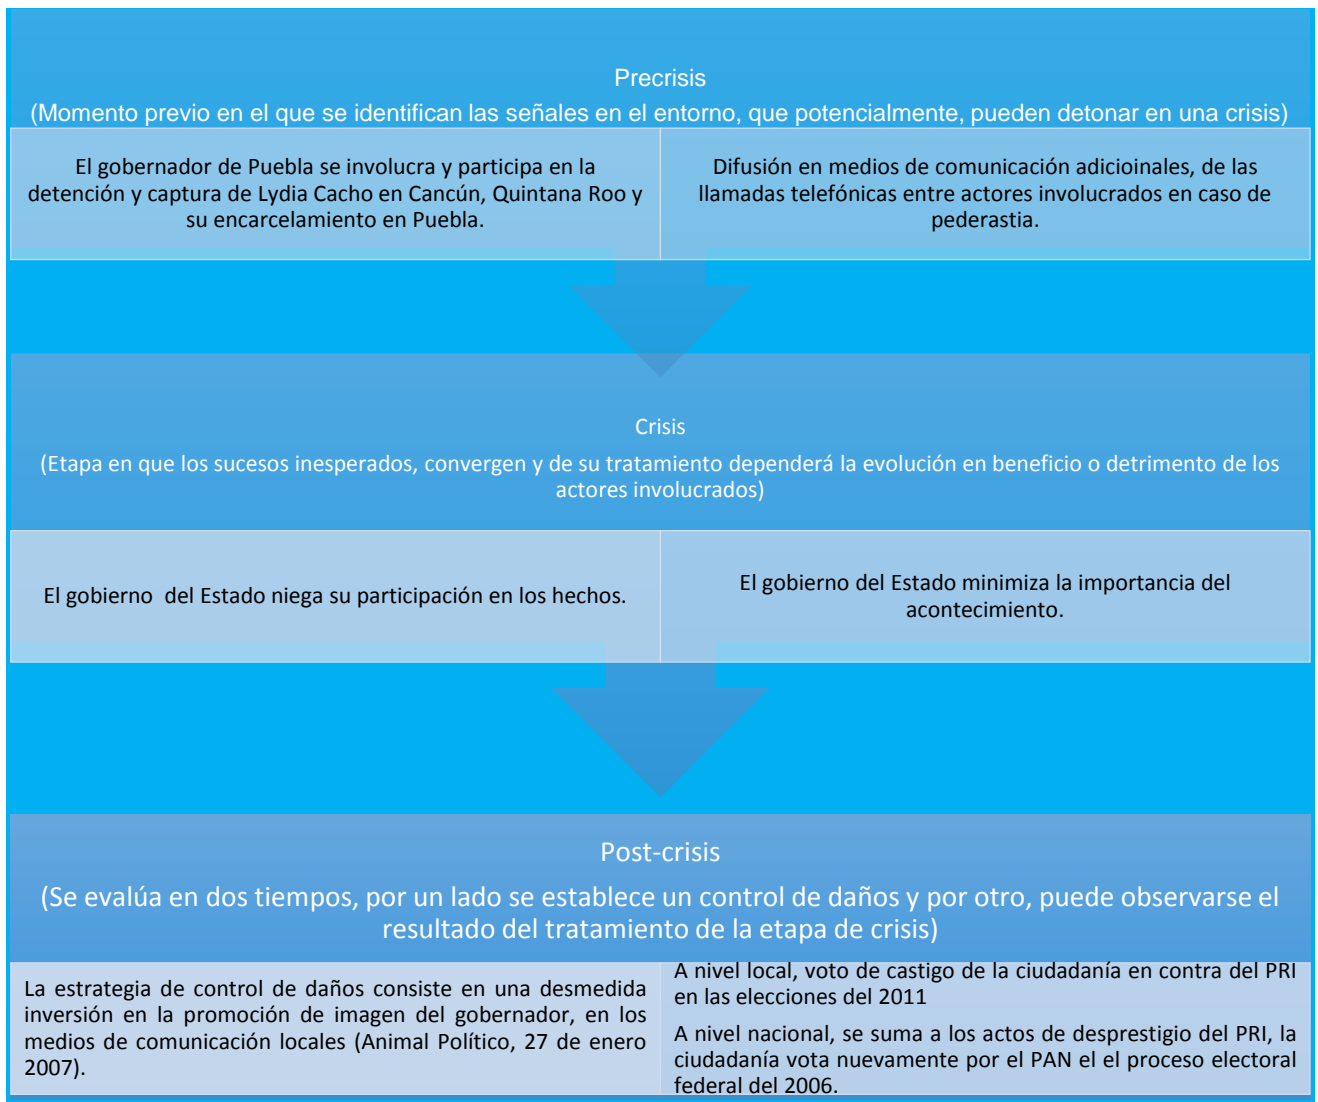 Precrisis
(Momento previo en el que se identifican las señales en el entorno, que potencialmente, pueden detonar en una crisis)
El gobernador de Puebla se involucra y participa en la
detención y captura de Lydia Cacho en Cancún, Quintana Roo y
su encarcelamiento en Puebla.
Difusión en medios de comunicación adicioinales, de las
llamadas telefónicas entre actores involucrados en caso de
pederastia.
Crisis
(Etapa en que los sucesos inesperados, convergen y de su tratamiento dependerá la evolución en beneficio o detrimento de los
actores involucrados)
El gobierno  del Estado niega su participación en los hechos.
El gobierno del Estado minimiza la importancia del
acontecimiento.
Post-crisis
(Se evalúa en dos tiempos, por un lado se establece un control de daños y por otro, puede observarse el
resultado del tratamiento de la etapa de crisis)
La estrategia de control de daños consiste en una desmedida
inversión en la promoción de imagen del gobernador, en los
medios de comunicación locales (Animal Político, 27 de enero
2007).
A nivel local, voto de castigo de la ciudadanía en contra del PRI
en las elecciones del 2011
A nivel nacional, se suma a los actos de desprestigio del PRI, la
ciudadanía vota nuevamente por el PAN el el proceso electoral
federal del 2006.